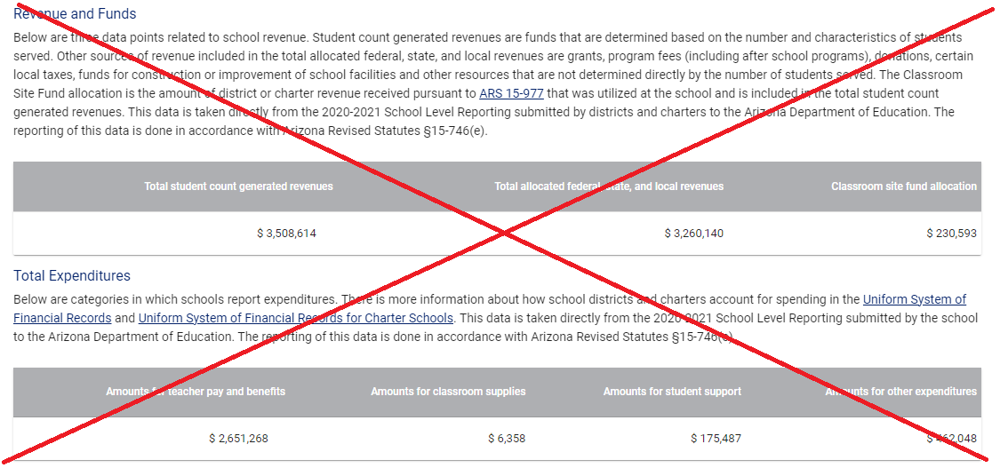 Revenue and Funds
Below are three data points related to school revenue. Student count generated revenues are funds that are determined based on the number and characteristics of students
served. Other sources of revenue included in the total allocated federal, state, and local revenues are grants, program fees (including after school programs), donations, certain
local taxes, funds for construction or improvement of school facilities and other resources that are not determined directly by the number of students served. The Classroom
Site Fund allocation is the amount of district or charter revenue received pursuant to ARS 15-977 that was utilized at the school and is included in the total student count
generated revenues. This data is taken directly from the 2020-2021 School Level Reporting submitted by districts and charters to the Arizona Department of Education. The
reporting of this data is done in accordance with Arizona Revised Statutes §15-746(e).
Total student count generated revenues Total allocated federal, state, and local revenues Classroom site fund allocation
$ 3,508,614 $ 3,260,140 $ 230,593
Total Expenditures
Below are categories in which schools report expenditures. There is more information about how school districts and charters account for spending in the Uniform System of
Financial Records and Uniform System of Financial Records for Charter Schools. This data is taken directly from the 2020-2021 School Level Reporting submitted by the school
to the Arizona Department of Education. The reporting of this data is done in accordance with Arizona Revised Statutes §15-746(e).
Amounts for teacher pay and benefits Amounts for classroom supplies Amounts for student support Amounts for other expenditures
$ 2,651,268 $ 6,358 $ 175,487 $ 462,048